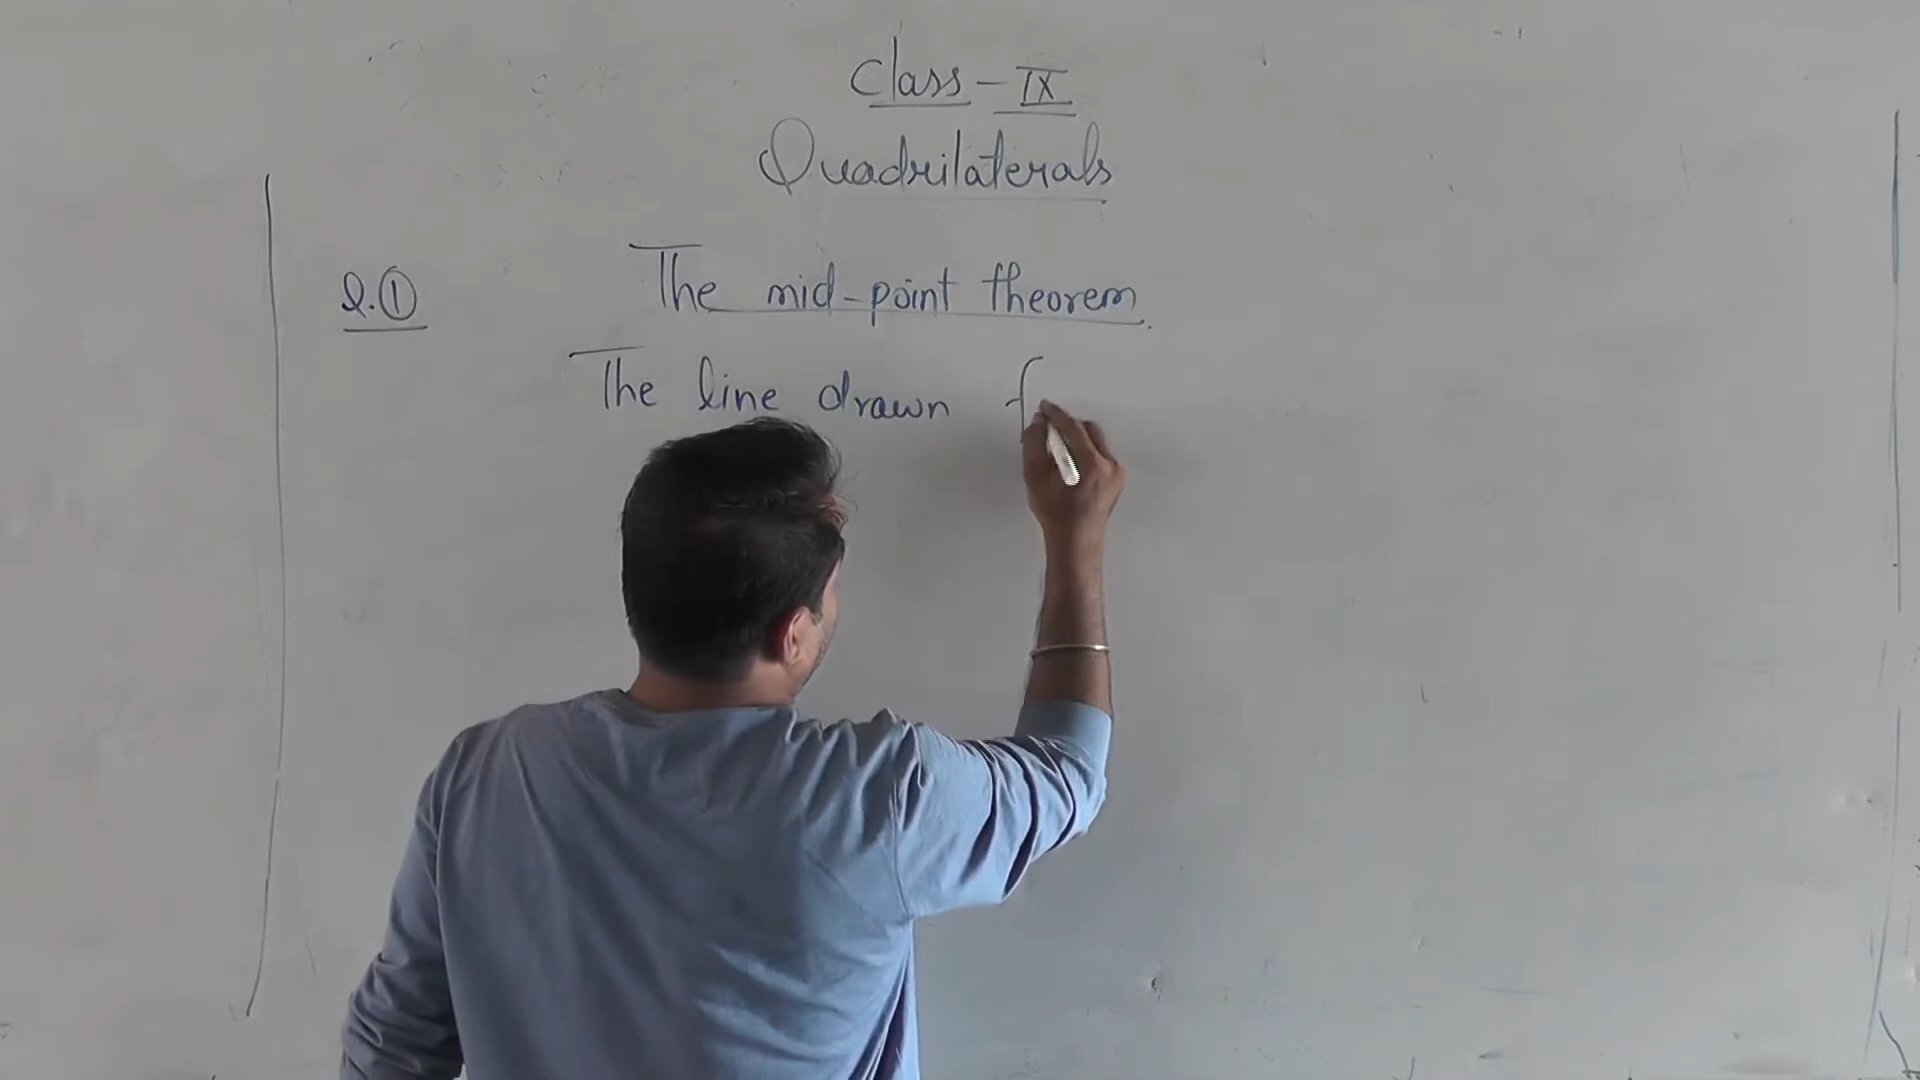 Class - IX
Quadrilaterals
Q.① The mid-point theorem.
The line drawn f